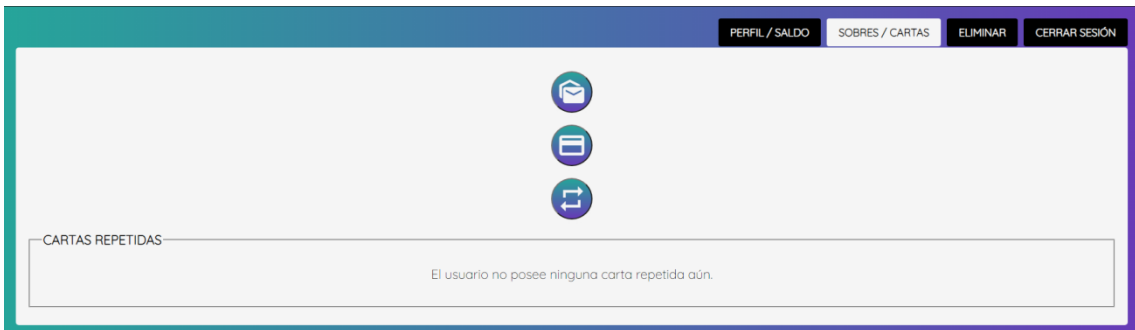 PERFIL / SALDO
SOBRES / CARTAS
ELIMINAR
CERRAR SESIÓN
CARTAS REPETIDAS
El usuario no posee ninguna carta repetida aún.